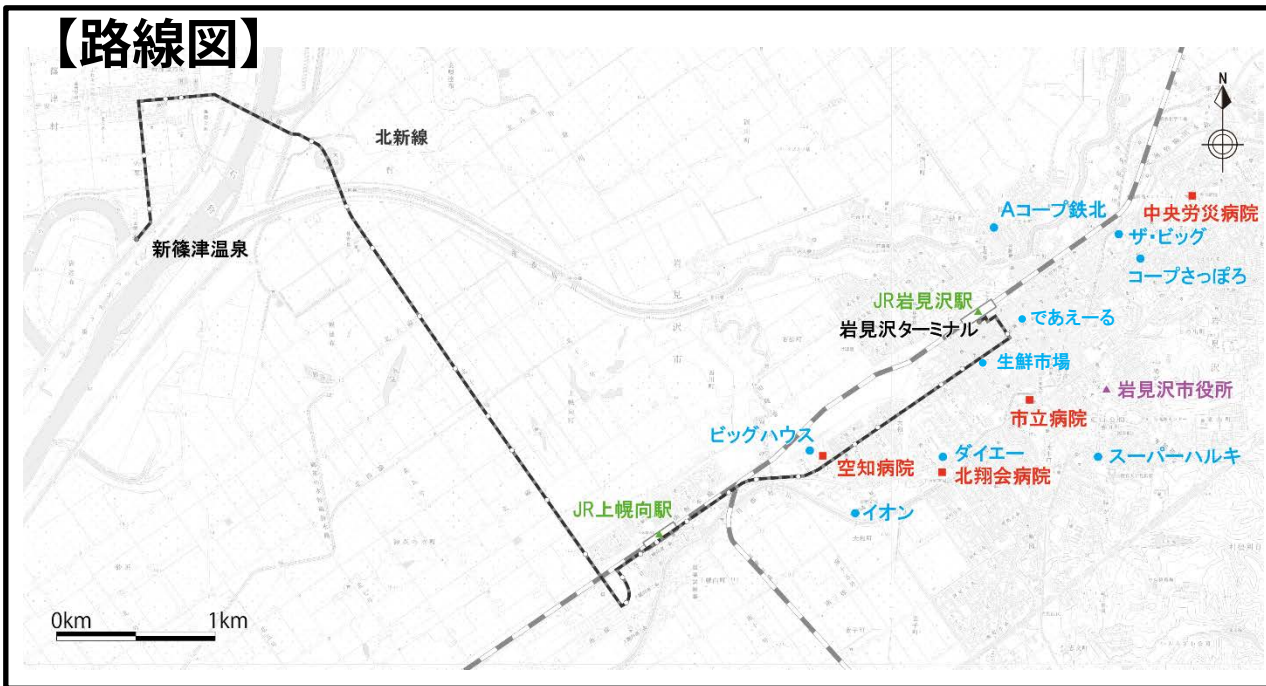 【路線図】
北新線
N
Aコープ鉄北
中央労災病院
ザ・ビッグ
コープさっぽろ
新篠津温泉
JR岩見沢駅
岩見沢ターミナル
であえーる
生鮮市場
岩見沢市役所
市立病院
ビッグハウス
空知病院
ダイエー
北翔会病院
スーパーハルキ
イオン
JR上幌向駅
0km 1km